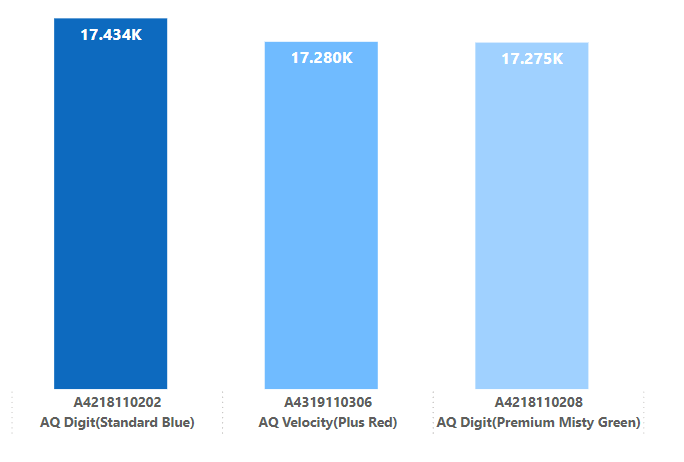 17.434K
17.280K
17.275K
A4218110202
AQ Digit(Standard Blue)
A4319110306
AQ Velocity(Plus Red)
A4218110208
AQ Digit(Premium Misty Green)